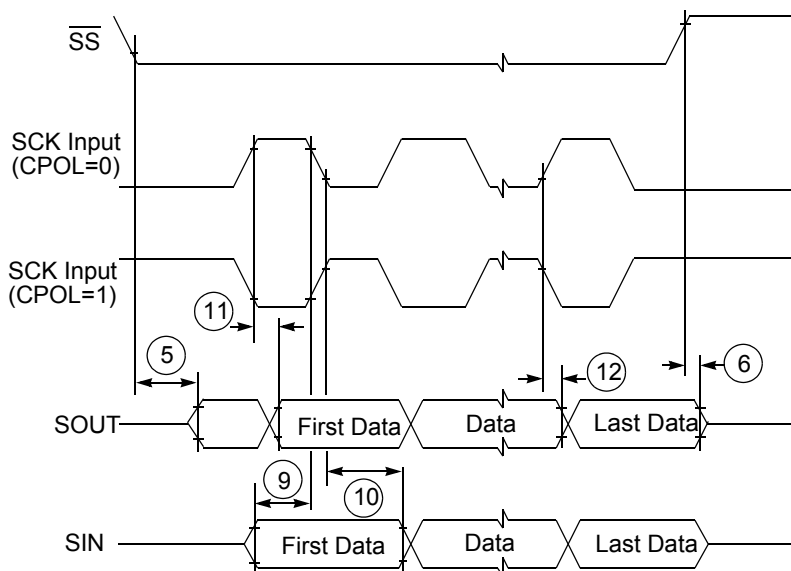 SS
SCK Input
(CPOL=0)
SCK Input
(CPOL=1)
11
5
12
6
SOUT
First Data
Data
Last Data
9
10
SIN
First Data
Data
Last Data